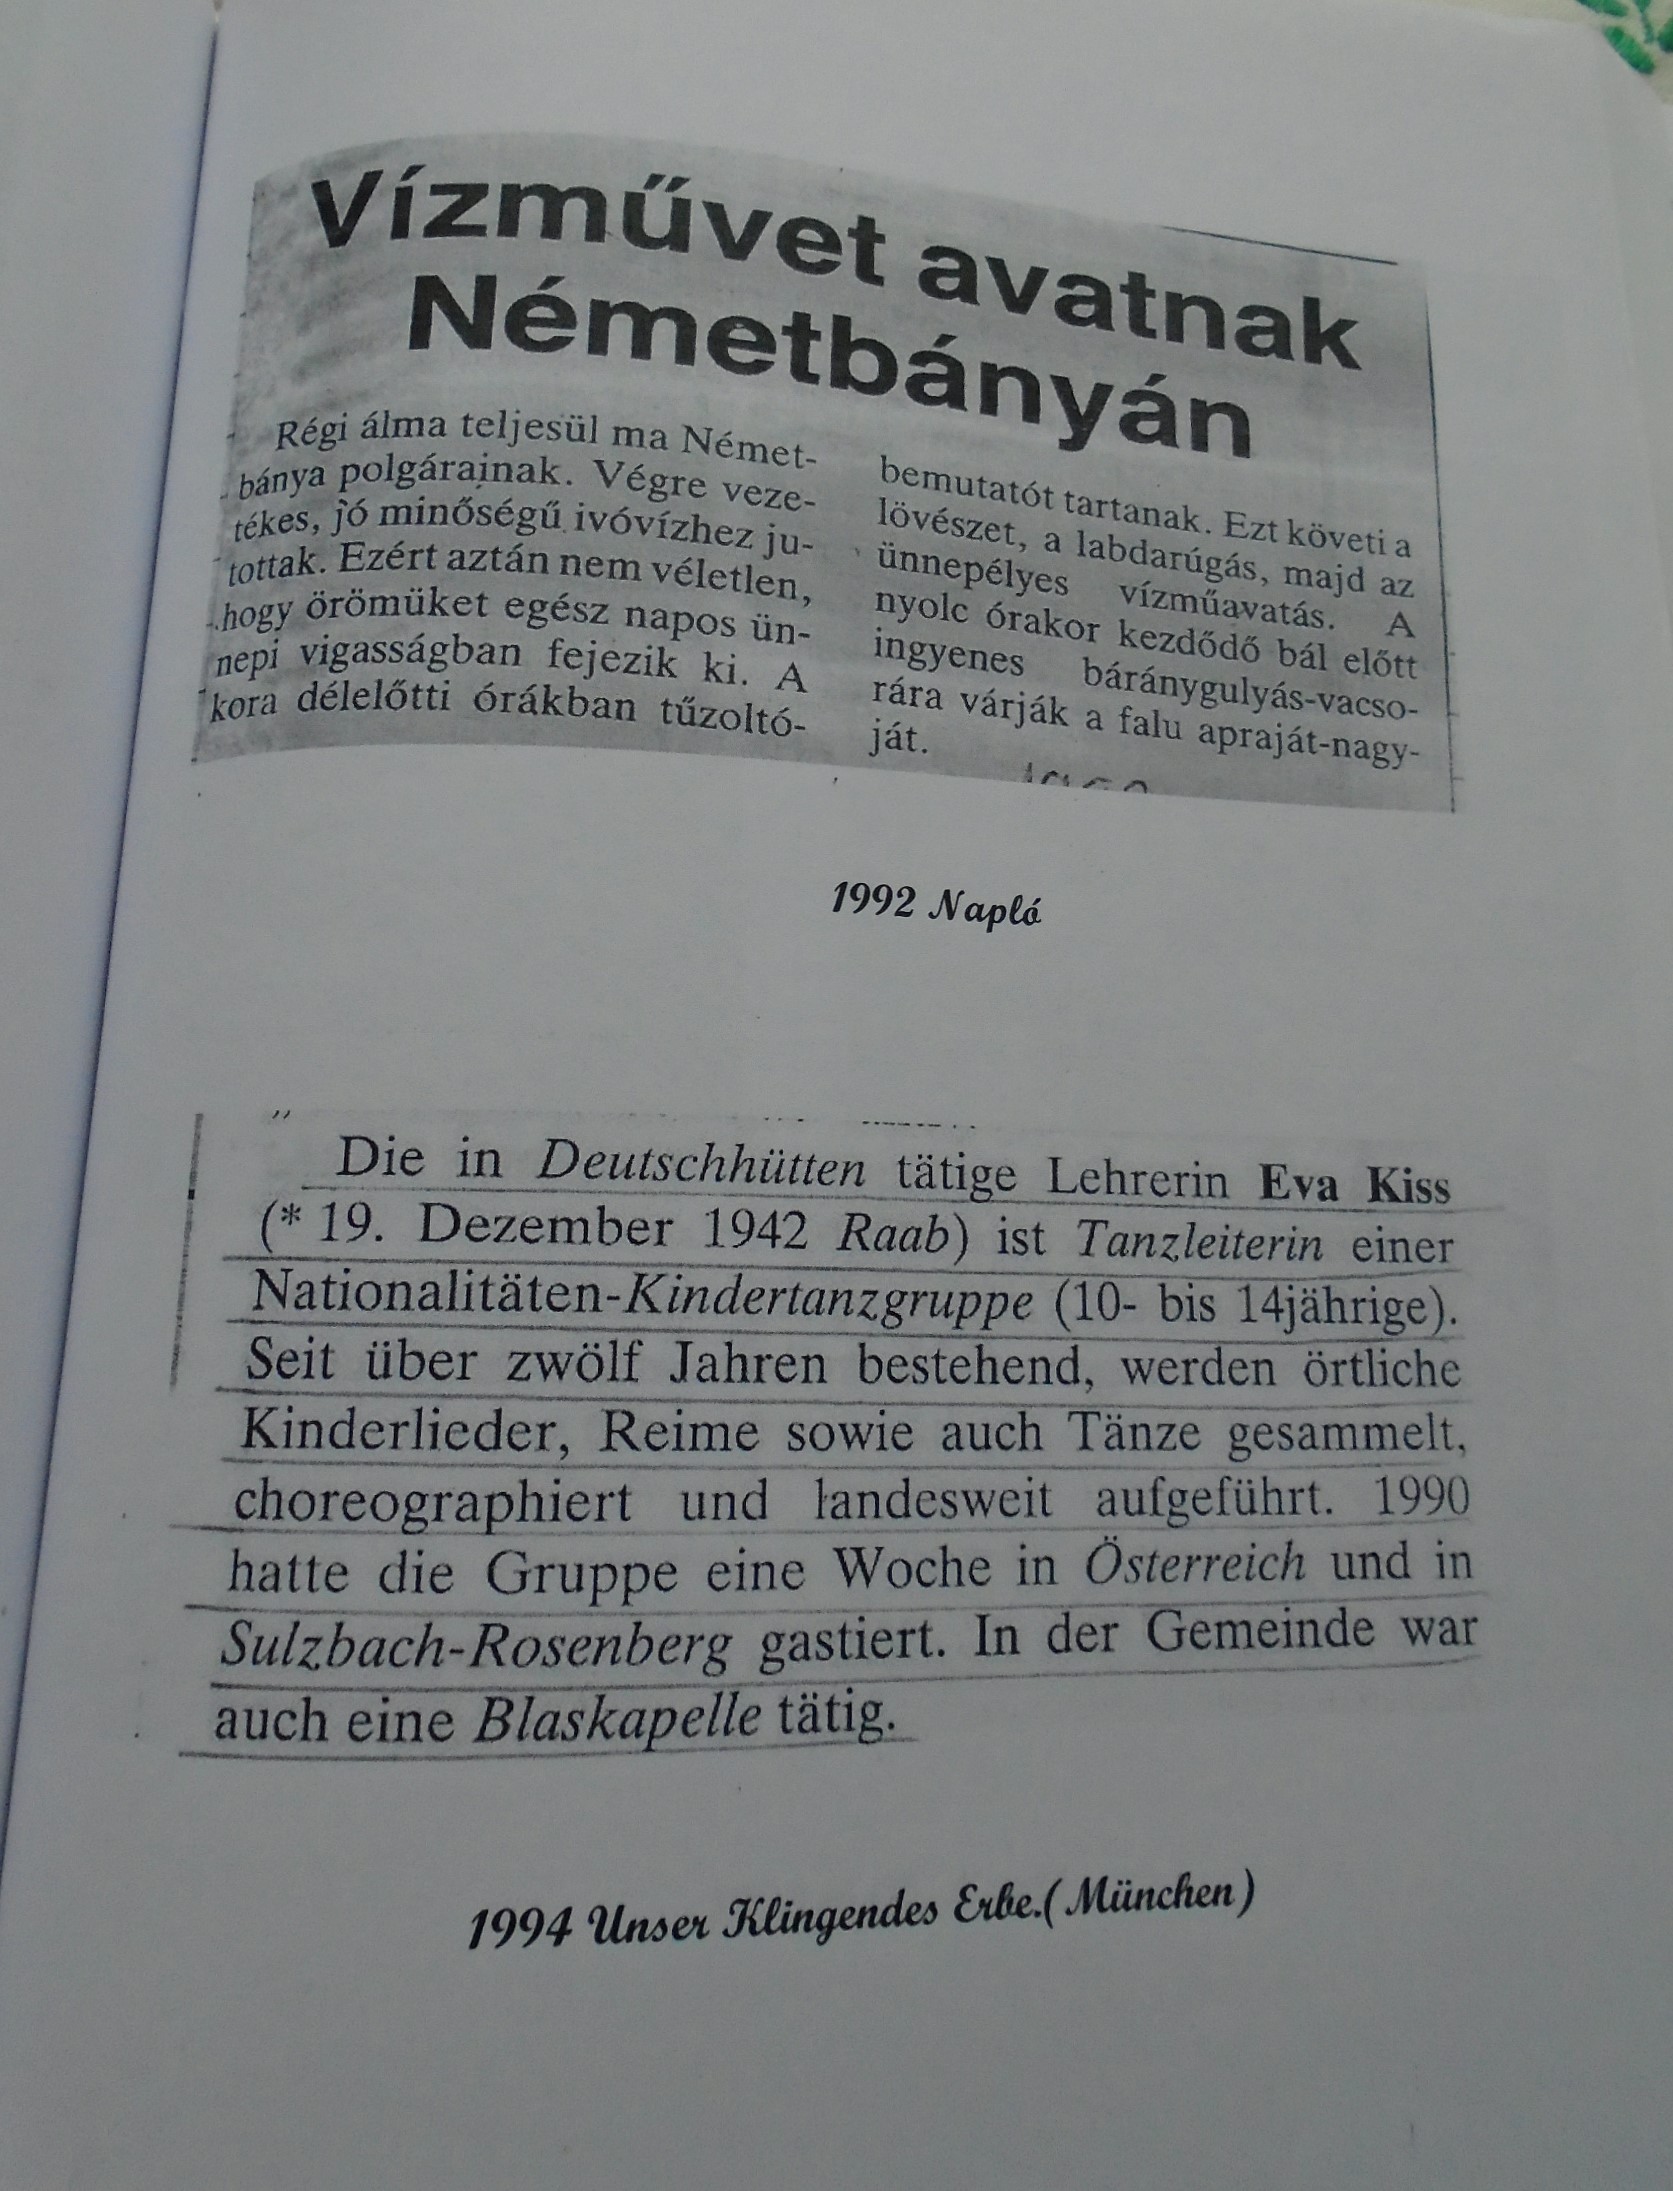 Vízművet avatnak
Németbányán
Régi álma teljesül ma Német-
bánya polgárainak. Végre veze-
tékes, jó minőségű ivóvízhez ju-
tottak. Ezért aztán nem véletlen,
hogy örömüket egész napos ün-
nepi vigasságban fejezik ki. A
kora délelőtti órákban tűzoltó-
bemutatót tartanak. Ezt követi a
lövészet, a labdarúgás, majd az
ünnepélyes vízműavatás. A
nyolc órakor kezdődő bál előtt
ingyenes báránygulyás-vacso-
rára várják a falu apraját-nagy-
ját.
1992 Napló
Die in Deutschhütten tätige Lehrerin Eva Kiss
(* 19. Dezember 1942 Raab) ist Tanzleiterin einer
Nationalitäten-Kindertanzgruppe (10- bis 14jährige).
Seit über zwölf Jahren bestehend, werden örtliche
Kinderlieder, Reime sowie auch Tänze gesammelt,
choreographiert und landesweit aufgeführt. 1990
hatte die Gruppe eine Woche in Österreich und in
Sulzbach-Rosenberg gastiert. In der Gemeinde war
auch eine Blaskapelle tätig.
1994 Unser Klingendes Erbe.(München)